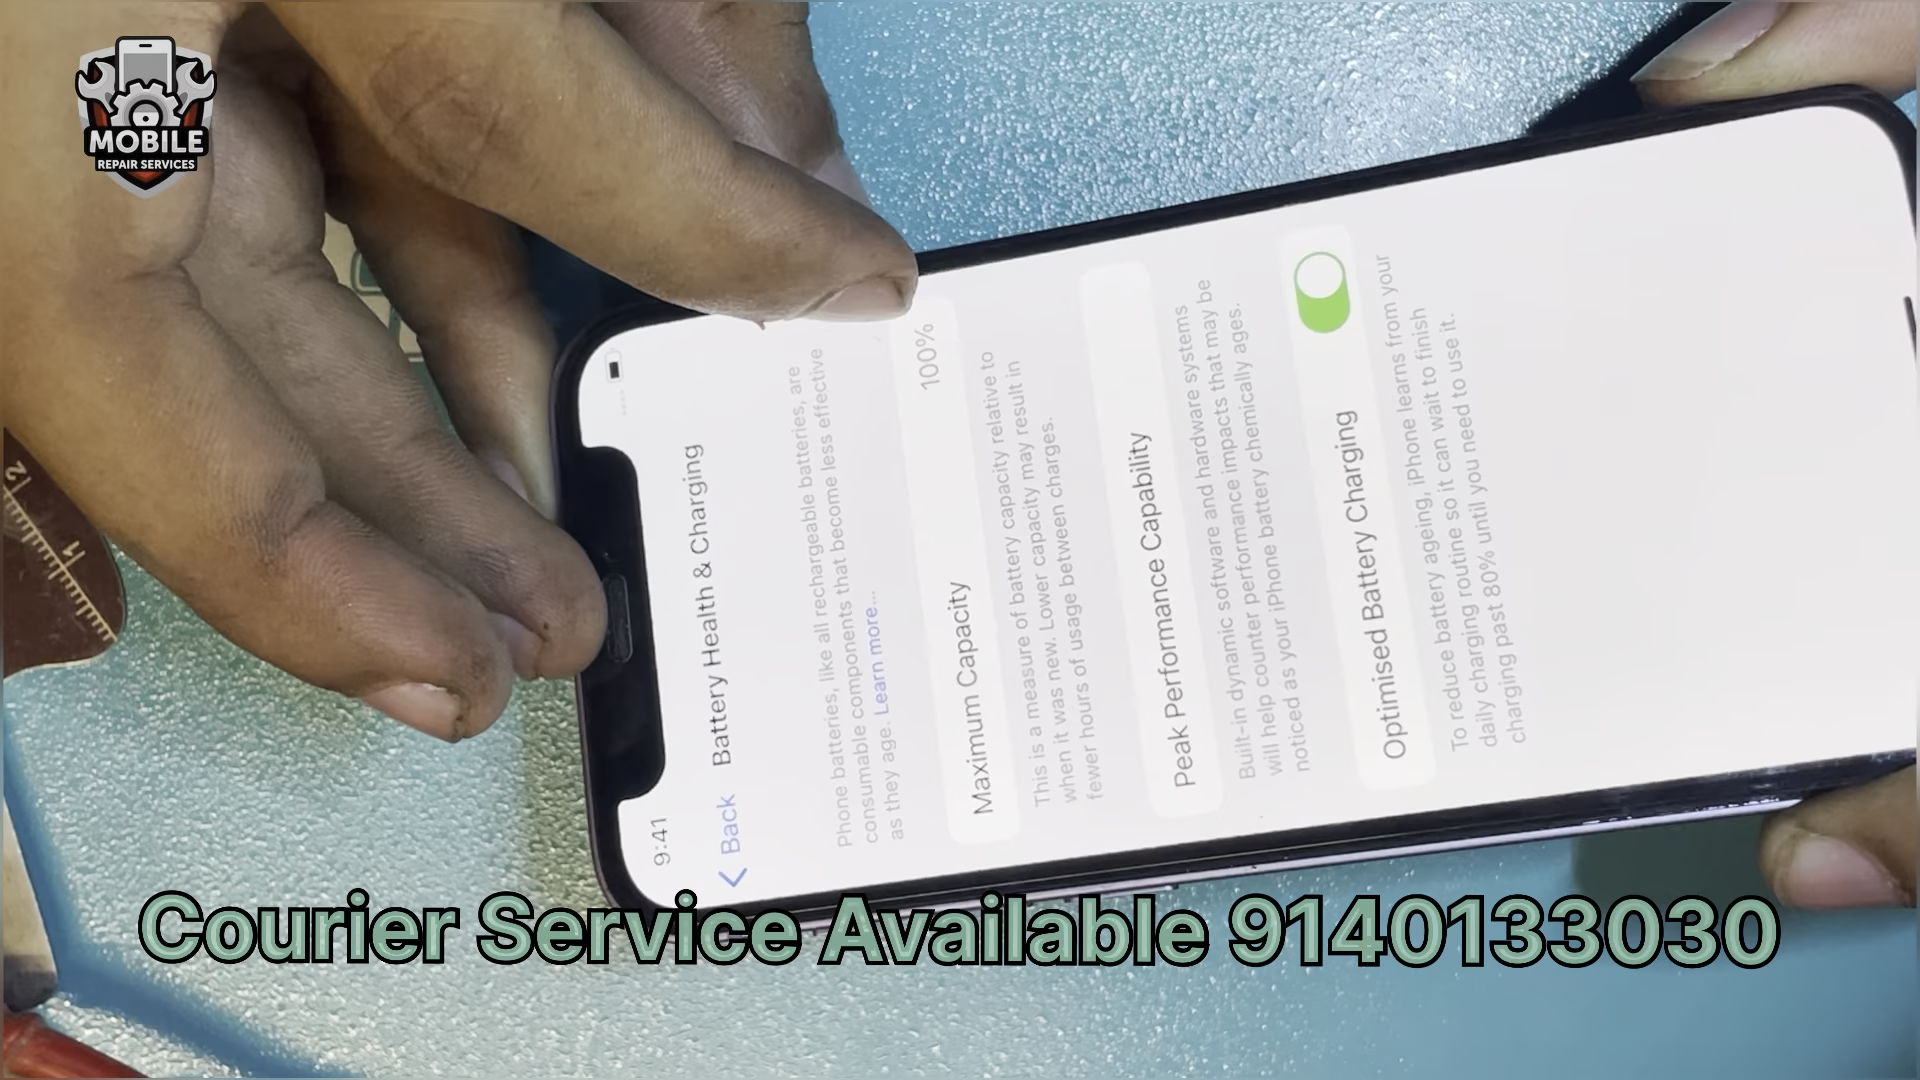 MOBILE
REPAIR SERVICES
9:41
Back
Battery Health & Charging
Phone batteries, like all rechargeable batteries, are
consumable components that become less effective
as they age. Learn more...
Maximum Capacity 100%
This is a measure of battery capacity relative to
when it was new. Lower capacity may result in
fewer hours of usage between charges.
Peak Performance Capability
Built-in dynamic software and hardware systems
will help counter performance impacts that may be
noticed as your iPhone battery chemically ages.
Optimised Battery Charging
To reduce battery ageing, iPhone learns from your
daily charging routine so it can wait to finish
charging past 80% until you need to use it.
12
11
Courier Service Available 9140133030